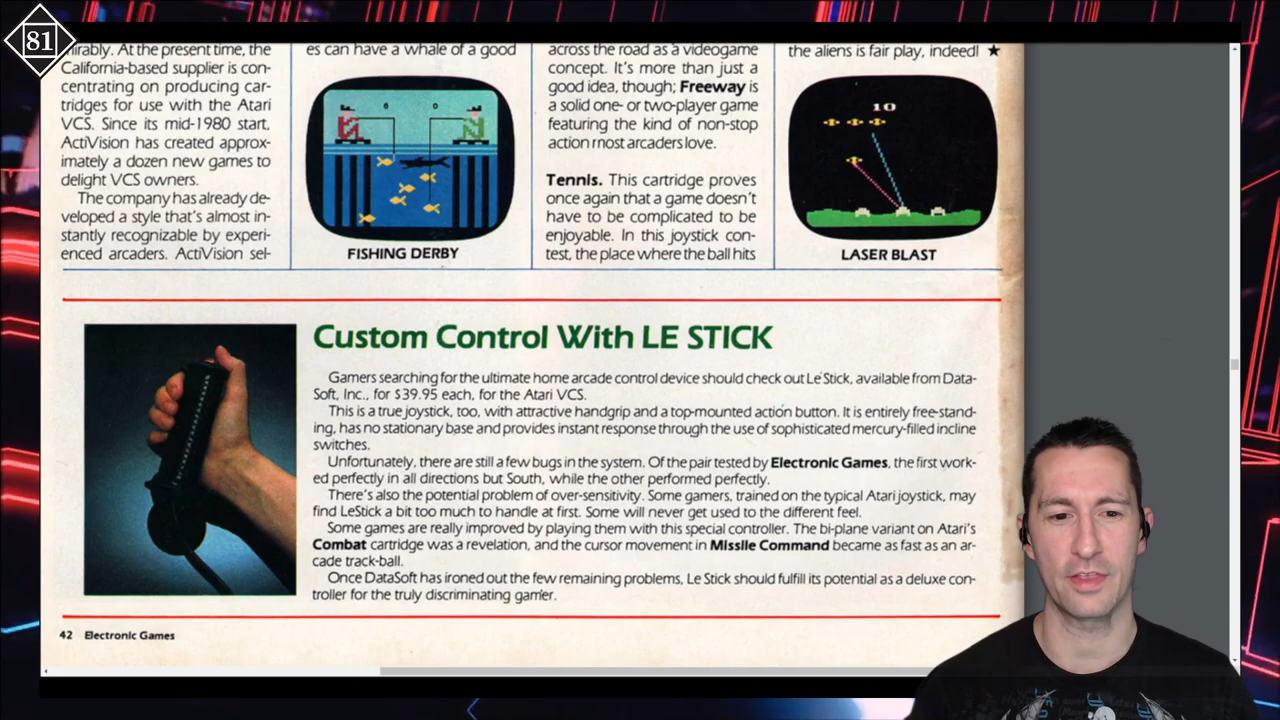 81
mirably. At the present time, the
California-based supplier is con-
centrating on producing car-
tridges for use with the Atari
VCS. Since its mid-1980 start,
ActiVision has created approx-
imately a dozen new games to
delight VCS owners.
The company has already de-
veloped a style that's almost in-
stantly recognizable by experi-
enced arcaders. ActiVision sel-
es can have a whale of a good
0 0
FISHING DERBY
across the road as a videogame
concept. It's more than just a
good idea, though; Freeway is
a solid one- or two-player game
featuring the kind of non-stop
action most arcaders love.
Tennis. This cartridge proves
once again that a game doesn't
have to be complicated to be
enjoyable. In this joystick con-
test, the place where the ball hits
the aliens is fair play, indeed! ★
10
LASER BLAST
Custom Control With LE STICK
Gamers searching for the ultimate home arcade control device should check out Le Stick, available from Data-
Soft, Inc., for $39.95 each, for the Atari VCS.
This is a true joystick, too, with attractive handgrip and a top-mounted action button. It is entirely free-stand-
ing, has no stationary base and provides instant response through the use of sophisticated mercury-filled incline
switches.
Unfortunately, there are still a few bugs in the system. Of the pair tested by Electronic Games, the first work-
ed perfectly in all directions but South, while the other performed perfectly.
There's also the potential problem of over-sensitivity. Some gamers, trained on the typical Atari joystick, may
find LeStick a bit too much to handle at first. Some will never get used to the different feel.
Some games are really improved by playing them with this special controller. The bi-plane variant on Atari's
Combat cartridge was a revelation, and the cursor movement in Missile Command became as fast as an ar-
cade track-ball.
Once DataSoft has ironed out the few remaining problems, Le Stick should fulfill its potential as a deluxe con-
troller for the truly discriminating gamer.
42 Electronic Games